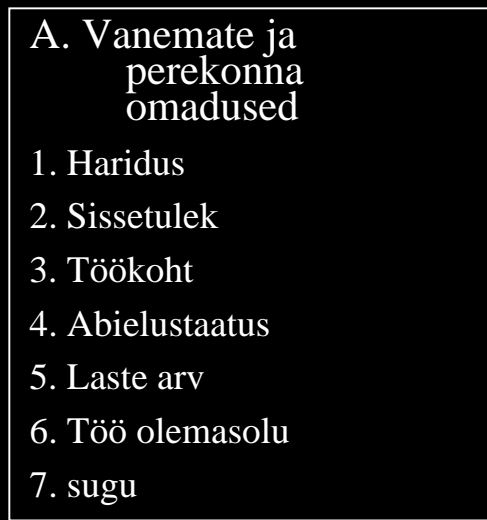 A. Vanemate ja
perekonna
omadused
1. Haridus
2. Sissetulek
3. Töökoht
4. Abielustaatus
5. Laste arv
6. Töö olemasolu
7. sugu